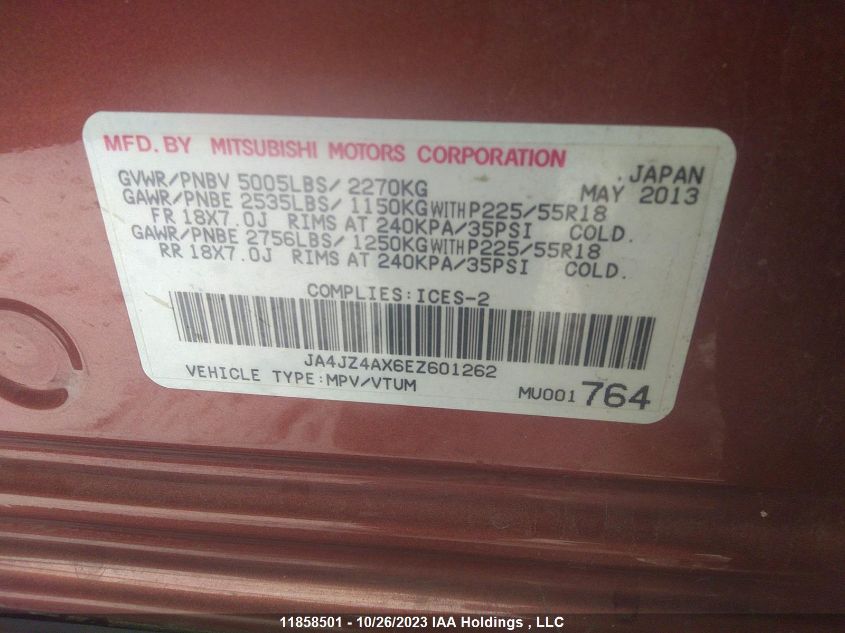 MFD. BY MITSUBISHI MOTORS CORPORATION
. JAPAN
GVWR/PNBV 5005LBS/ 2270KG MAY 2013
GAWR/PNBE 2535LBS/ 1150KG WITH P225/55R18
FR 18X7.0J RIMS AT 240KPA/35PSI COLD.
GAWR/PNBE 2756LBS/ 1250KG WITH P225/55R18
RR 18X7.0J RIMS AT 240KPA/35PSI COLD.
COMPLIES:ICES-2
JA4JZ4AX6EZ601262
VEHICLE TYPE:MPV/VTUM MU001 764
11858501 - 10/26/2023 IAA Holdings , LLC